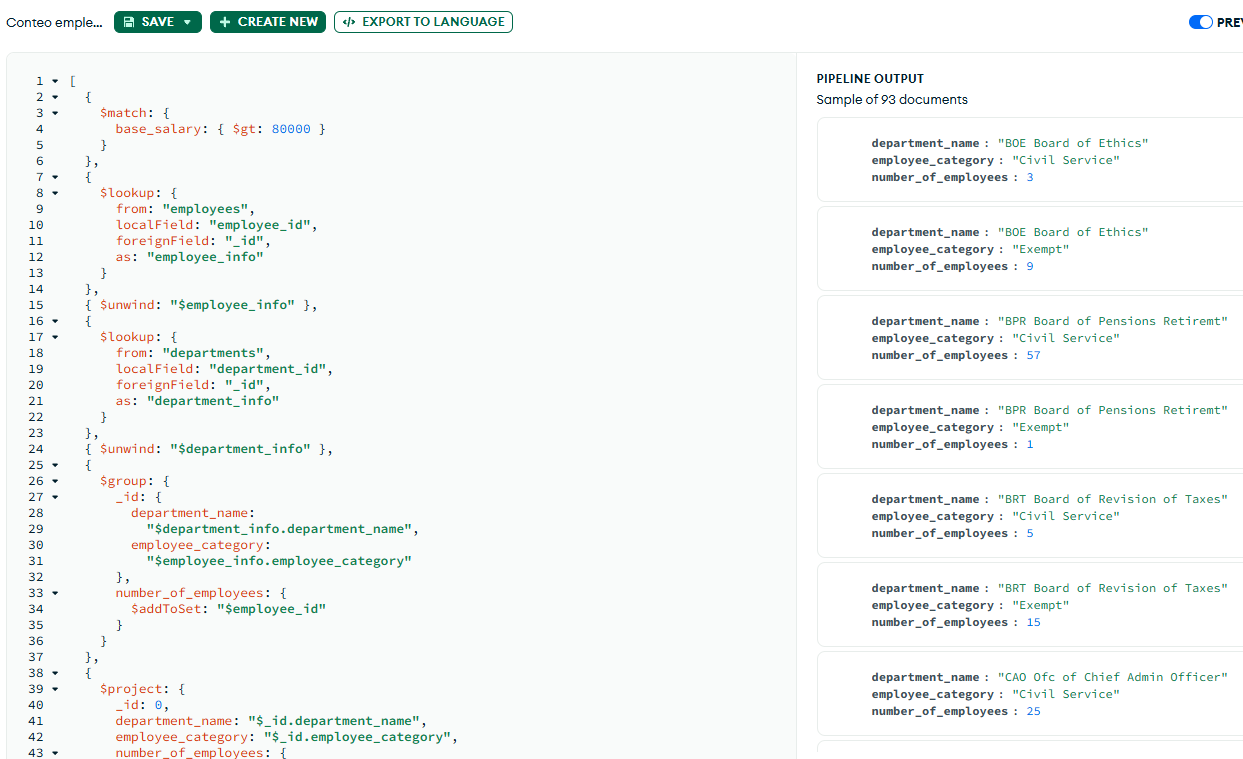 Conteo emple...
SAVE
CREATE NEW
EXPORT TO LANGUAGE
1 [
2 {
3 $match: {
4 base_salary: { $gt: 80000 }
5 }
6 },
7 {
8 $lookup: {
9 from: "employees",
10 localField: "employee_id",
11 foreignField: "_id",
12 as: "employee_info"
13 }
14 },
15 { $unwind: "$employee_info" },
16 {
17 $lookup: {
18 from: "departments",
19 localField: "department_id",
20 foreignField: "_id",
21 as: "department_info"
22 }
23 },
24 { $unwind: "$department_info" },
25 {
26 $group: {
27 _id: {
28 department_name:
29 "$department_info.department_name",
30 employee_category:
31 "$employee_info.employee_category"
32 },
33 number_of_employees: {
34 $addToSet: "$employee_id"
35 }
36 }
37 },
38 {
39 $project: {
40 _id: 0,
41 department_name: "$_id.department_name",
42 employee_category: "$_id.employee_category",
43 number_of_employees: {
PREV
PIPELINE OUTPUT
Sample of 93 documents
department_name : "BOE Board of Ethics"
employee_category : "Civil Service"
number_of_employees : 3
department_name : "BOE Board of Ethics"
employee_category : "Exempt"
number_of_employees : 9
department_name : "BPR Board of Pensions Retiremt"
employee_category : "Civil Service"
number_of_employees : 57
department_name : "BPR Board of Pensions Retiremt"
employee_category : "Exempt"
number_of_employees : 1
department_name : "BRT Board of Revision of Taxes"
employee_category : "Civil Service"
number_of_employees : 5
department_name : "BRT Board of Revision of Taxes"
employee_category : "Exempt"
number_of_employees : 15
department_name : "CAO Ofc of Chief Admin Officer"
employee_category : "Civil Service"
number_of_employees : 25